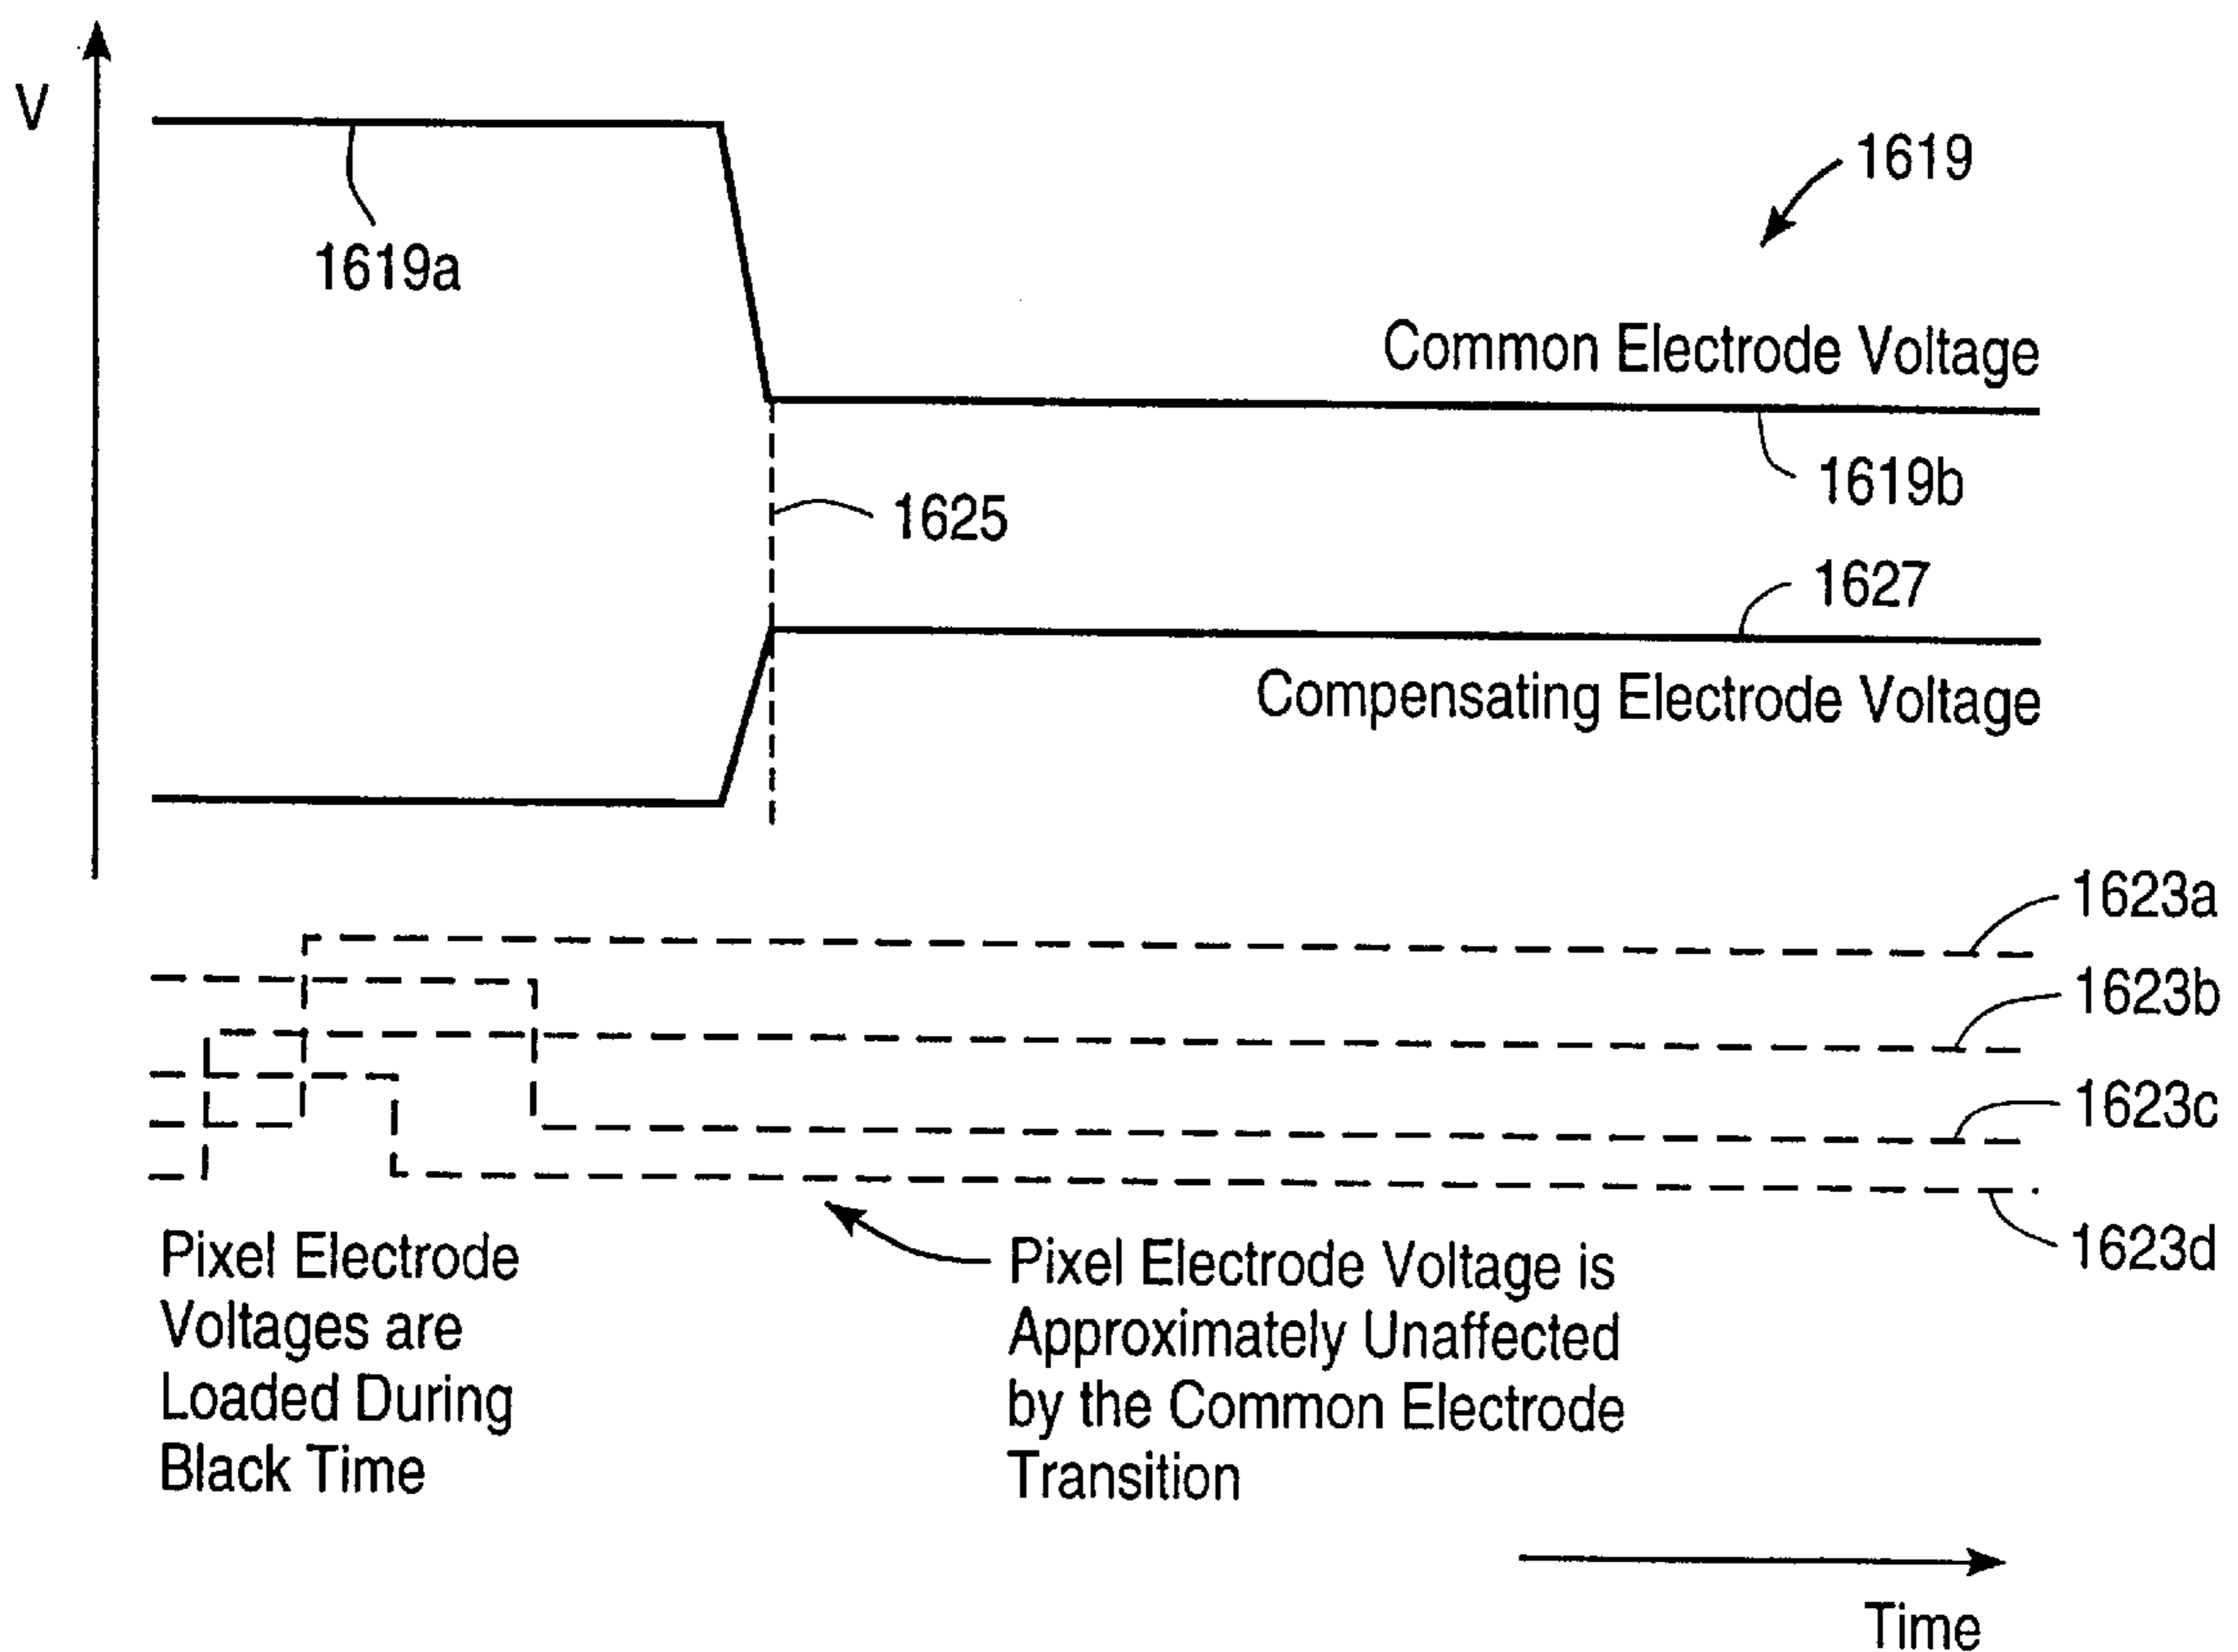 V
1619
1619a
Common Electrode Voltage
1619b
1625
1627
Compensating Electrode Voltage
1623a
1623b
1623c
1623d
Pixel Electrode
Voltages are
Loaded During
Black Time
Pixel Electrode Voltage is
Approximately Unaffected
by the Common Electrode
Transition
Time